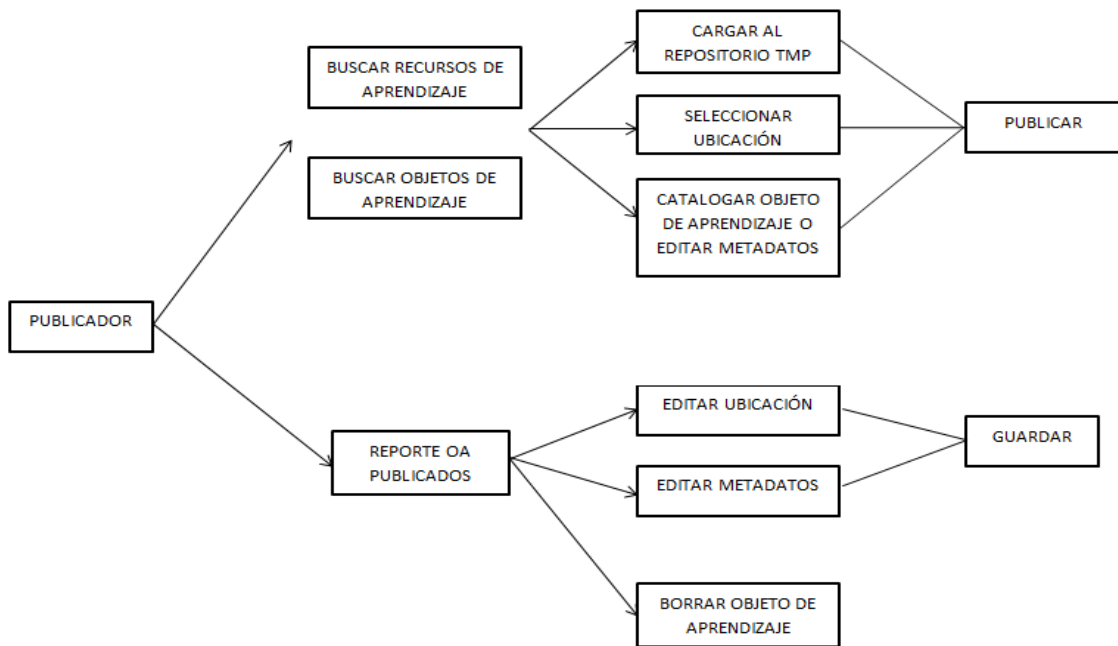 CARGAR AL
REPOSITORIO TMP
BUSCAR RECURSOS DE
APRENDIZAJE
SELECCIONAR
UBICACIÓN
PUBLICAR
BUSCAR OBJETOS DE
APRENDIZAJE
CATALOGAR OBJETO
DE APRENDIZAJE O
EDITAR METADATOS
PUBLICADOR
EDITAR UBICACIÓN
GUARDAR
REPORTE OA
PUBLICADOS
EDITAR METADATOS
BORRAR OBJETO DE
APRENDIZAJE